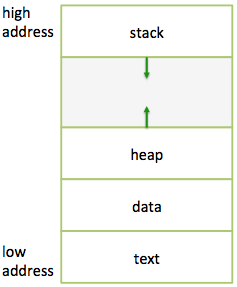 high
address
stack
heap
data
low
address
text